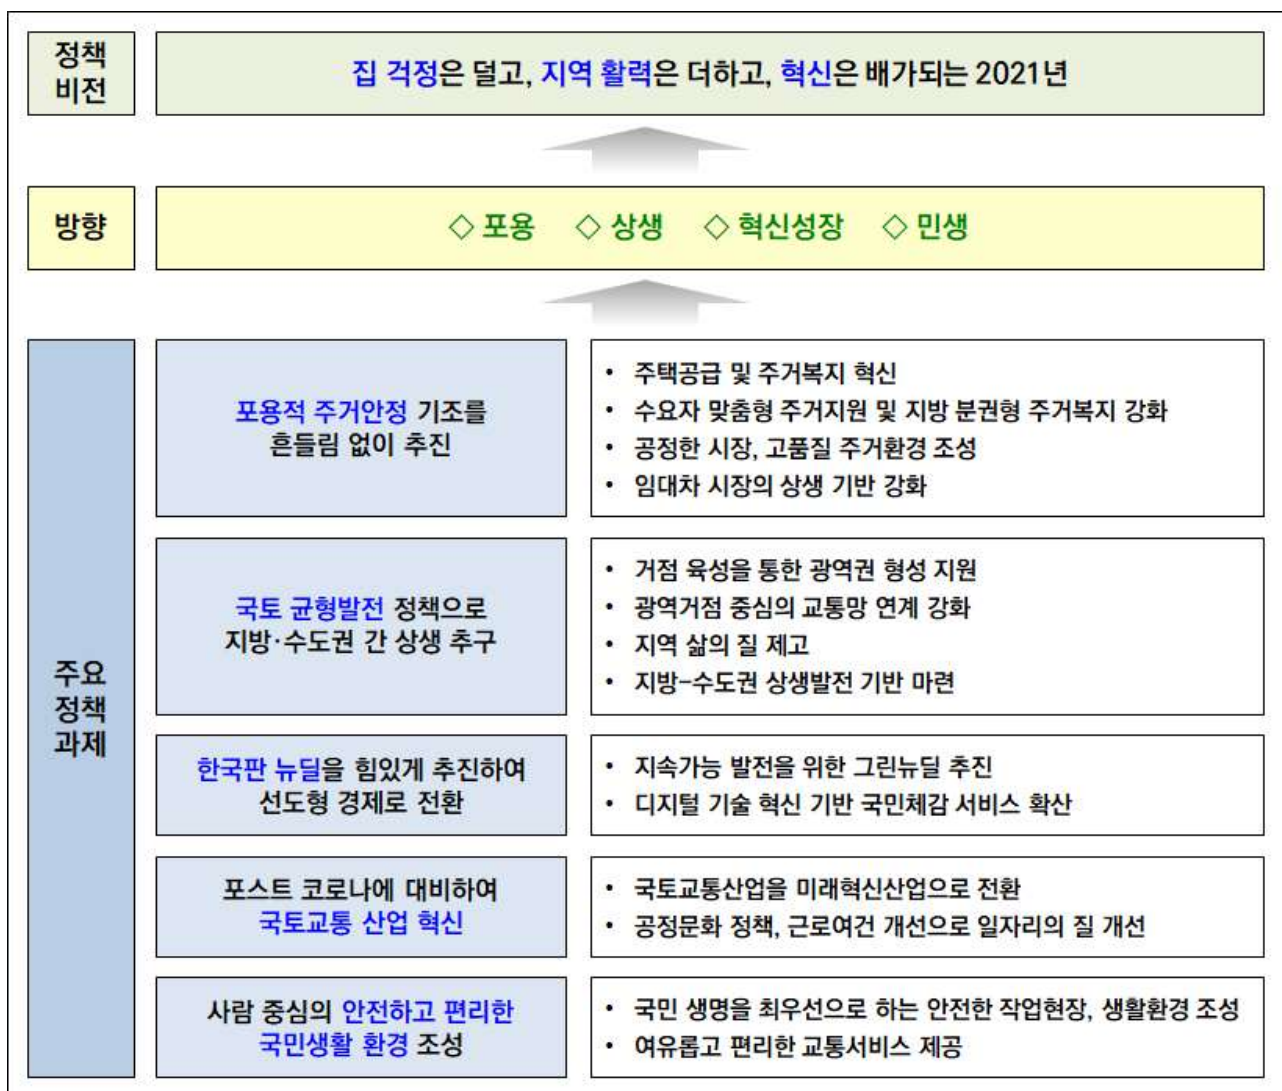 정책
비전
집 걱정은 덜고, 지역 활력은 더하고, 혁신은 배가되는 2021년
방향
◇ 포용 ◇ 상생 ◇ 혁신성장 ◇ 민생
주요
정책
과제
포용적 주거안정 기조를
흔들림 없이 추진
• 주택공급 및 주거복지 혁신
• 수요자 맞춤형 주거지원 및 지방 분권형 주거복지 강화
• 공정한 시장, 고품질 주거환경 조성
• 임대차 시장의 상생 기반 강화
국토 균형발전 정책으로
지방·수도권 간 상생 추구
• 거점 육성을 통한 광역권 형성 지원
• 광역거점 중심의 교통망 연계 강화
• 지역 삶의 질 제고
• 지방-수도권 상생발전 기반 마련
한국판 뉴딜을 힘있게 추진하여
선도형 경제로 전환
• 지속가능 발전을 위한 그린뉴딜 추진
• 디지털 기술 혁신 기반 국민체감 서비스 확산
포스트 코로나에 대비하여
국토교통 산업 혁신
• 국토교통산업을 미래혁신산업으로 전환
• 공정문화 정책, 근로여건 개선으로 일자리의 질 개선
사람 중심의 안전하고 편리한
국민생활 환경 조성
• 국민 생명을 최우선으로 하는 안전한 작업현장, 생활환경 조성
• 여유롭고 편리한 교통서비스 제공